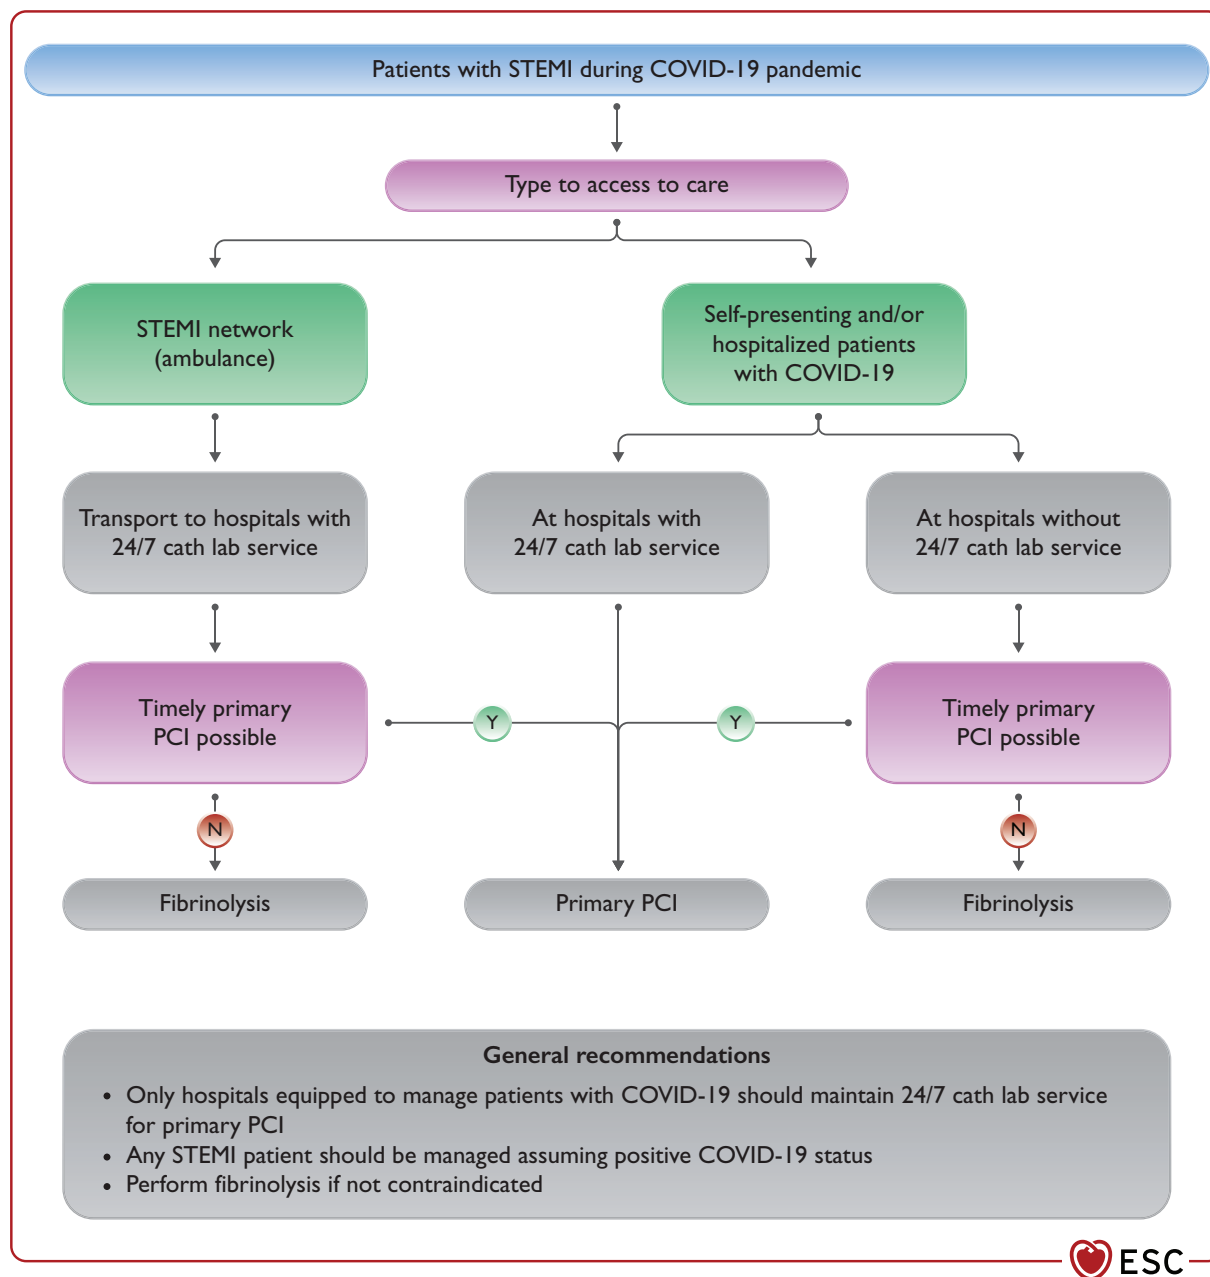 Patients with STEMI during COVID-19 pandemic
Type to access to care
STEMI network
(ambulance)
Self-presenting and/or
hospitalized patients
with COVID-19
Transport to hospitals with
24/7 cath lab service
At hospitals with
24/7 cath lab service
At hospitals without
24/7 cath lab service
Timely primary
PCI possible
Y
Y
Timely primary
PCI possible
N
N
Fibrinolysis
Primary PCI
Fibrinolysis
General recommendations
• Only hospitals equipped to manage patients with COVID-19 should maintain 24/7 cath lab service
for primary PCI
• Any STEMI patient should be managed assuming positive COVID-19 status
• Perform fibrinolysis if not contraindicated
ESC